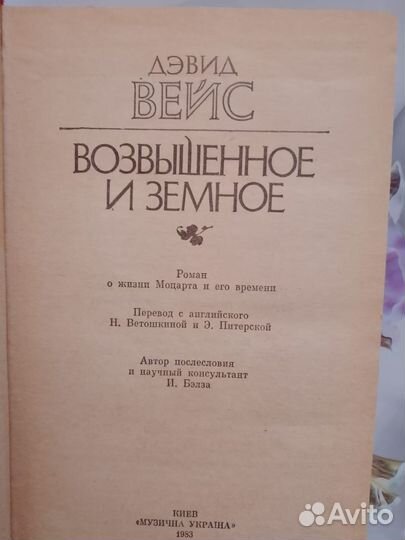 ДЭВИД
ВЕЙС
ВОЗВЫШЕННОЕ
И ЗЕМНОЕ
Роман
о жизни Моцарта и его времени
Перевод с английского
Н. Ветошкиной и Э. Питерской
Автор послесловия
и научный консультант
И. Бэлза
КИЕВ
«МУЗИЧНА УКРАЇНА»
1983
Avito